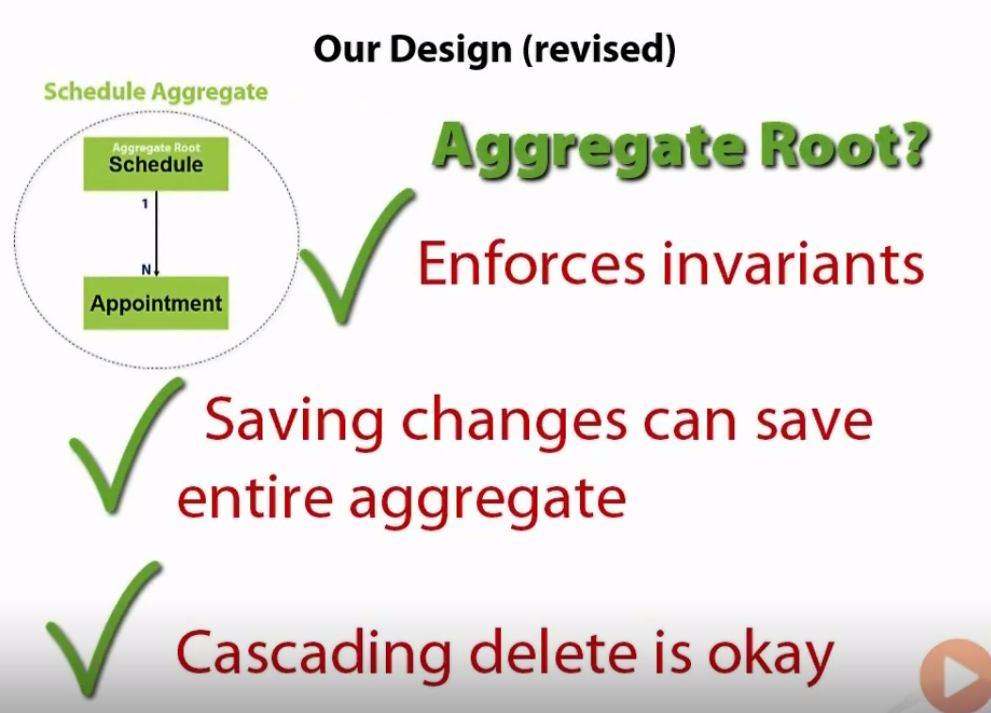 Our Design (revised)
Schedule Aggregate
Aggregate Root
Schedule
1
N
Appointment
Aggregate Root?
Enforces invariants
Saving changes can save
entire aggregate
Cascading delete is okay